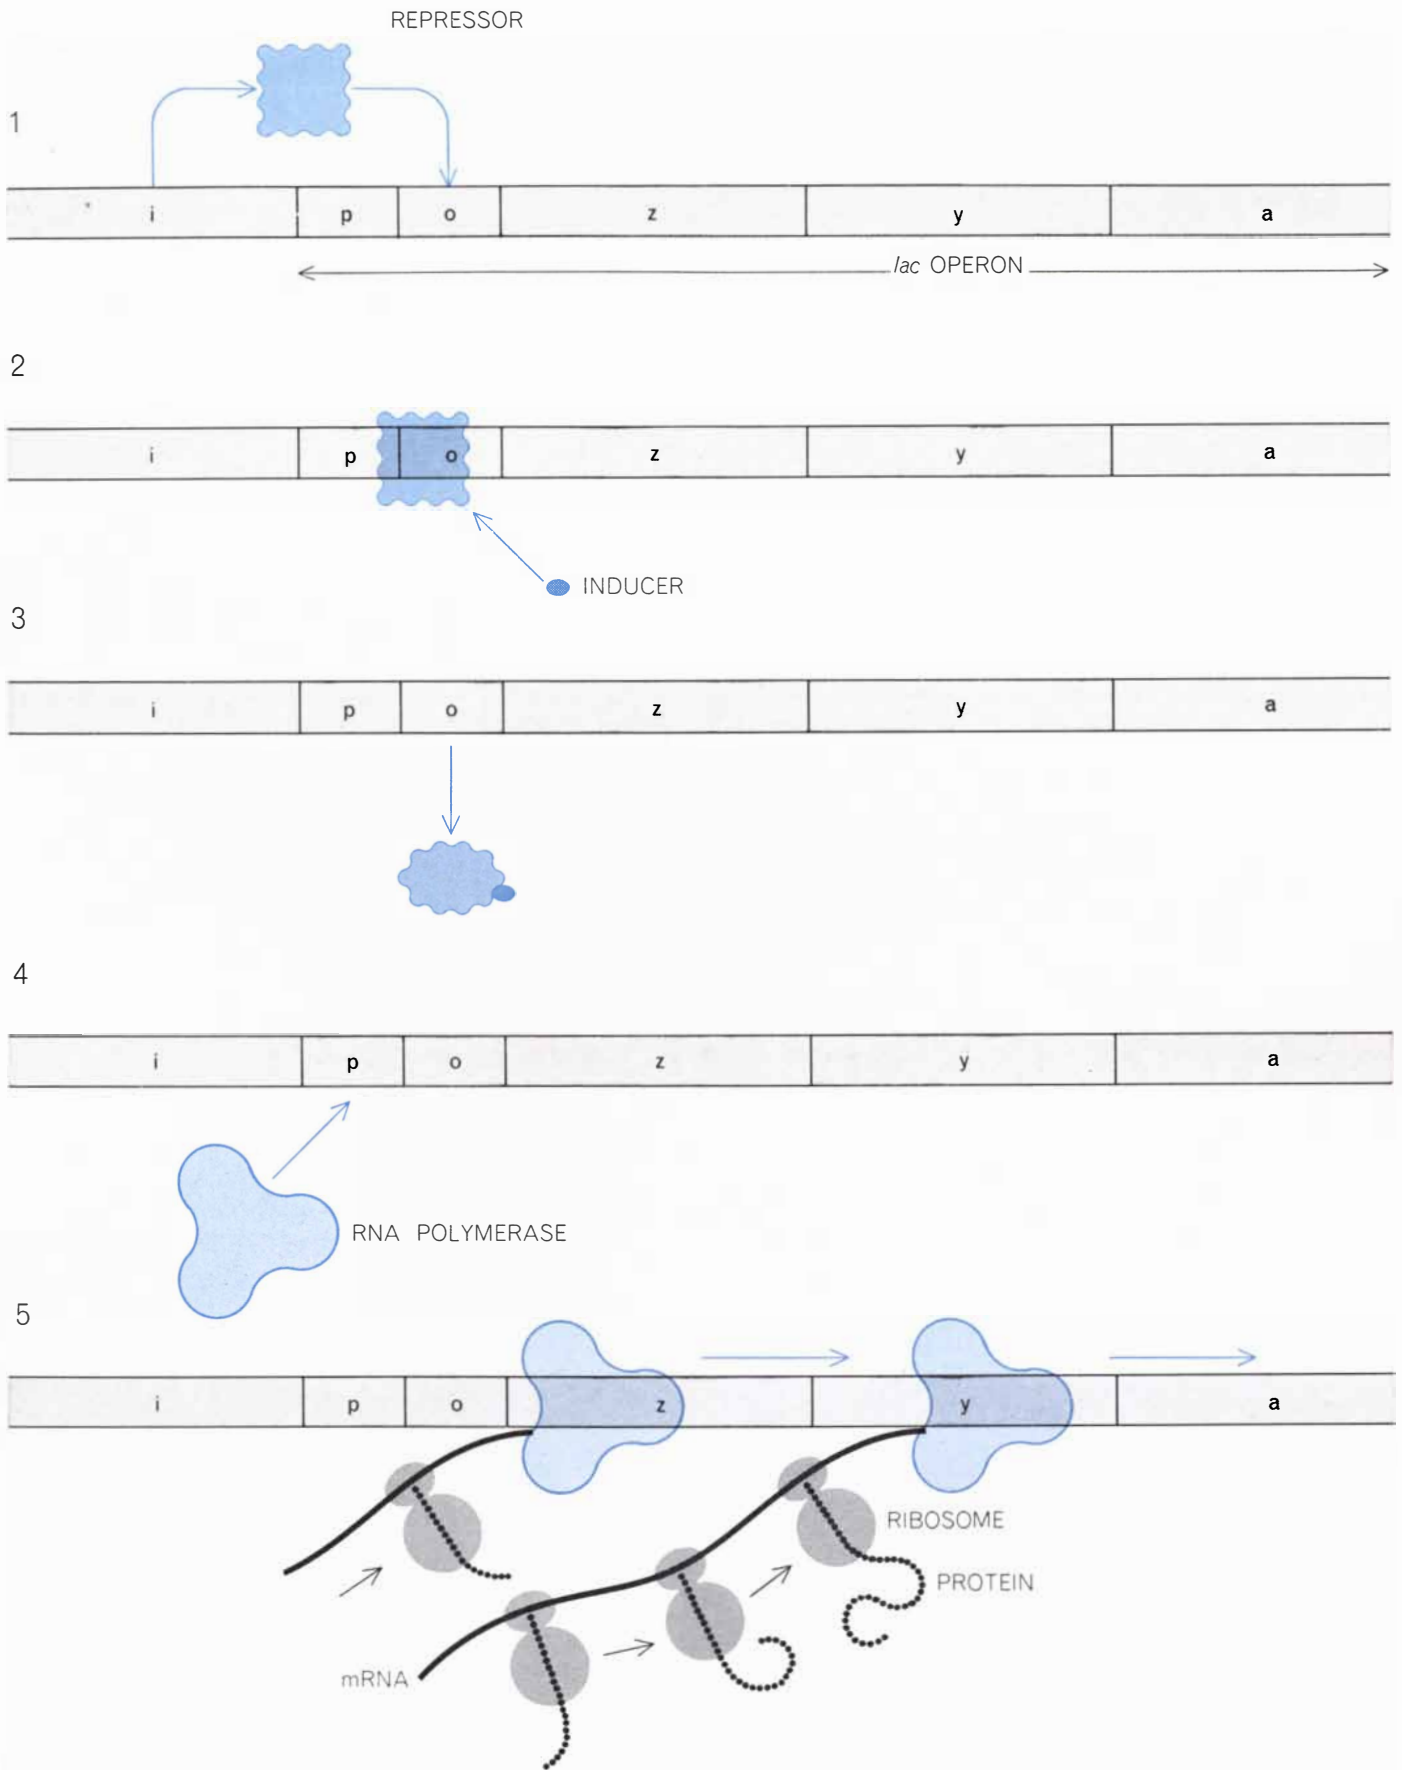 REPRESSOR
1
i p o z y a
lac OPERON
2
i p o z y a
INDUCER
3
i p o z y a
4
i p o z y a
RNA POLYMERASE
5
i p o z y a
RIBOSOME
PROTEIN
mRNA